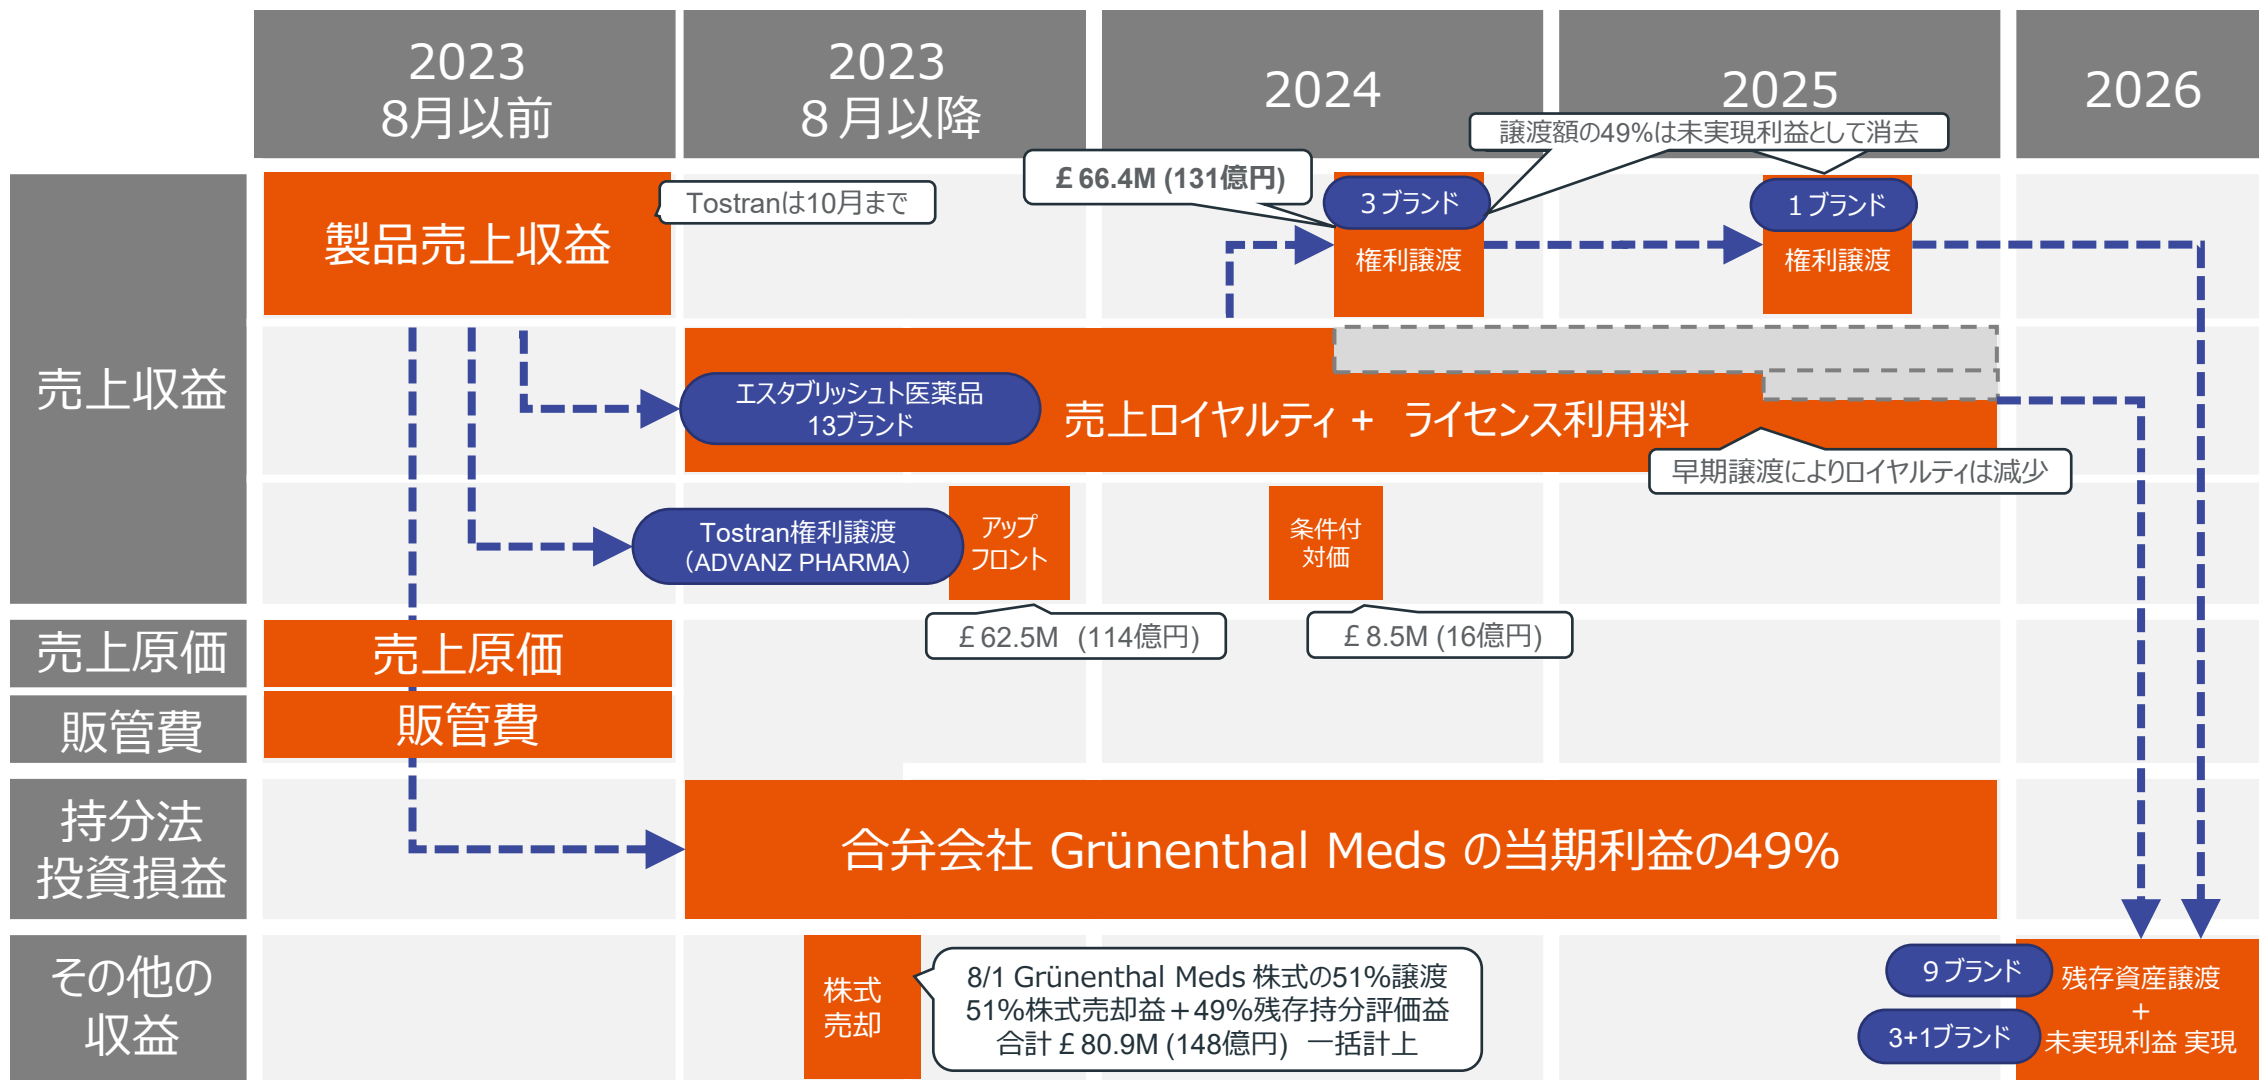 2023
8月以前
2023
８月以降
2024
2025
2026
譲渡額の49%は未実現利益として消去
売上収益
製品売上収益
Tostranは10月まで
£66.4M (131億円)
３ブランド
権利譲渡
１ブランド
権利譲渡
エスタブリッシュト医薬品
13ブランド
売上ロイヤルティ + ライセンス利用料
早期譲渡によりロイヤルティは減少
Tostran権利譲渡
（ADVANZ PHARMA）
アップ
フロント
条件付
対価
£62.5M (114億円)
£8.5M (16億円)
売上原価
売上原価
販管費
販管費
持分法
投資損益
合弁会社 Grünenthal Meds の当期利益の49%
その他の
収益
株式
売却
8/1 Grünenthal Meds 株式の51%譲渡
51%株式売却益＋49%残存持分評価益
合計£80.9M (148億円) 一括計上
９ブランド
3+1ブランド
残存資産譲渡
+
未実現利益 実現